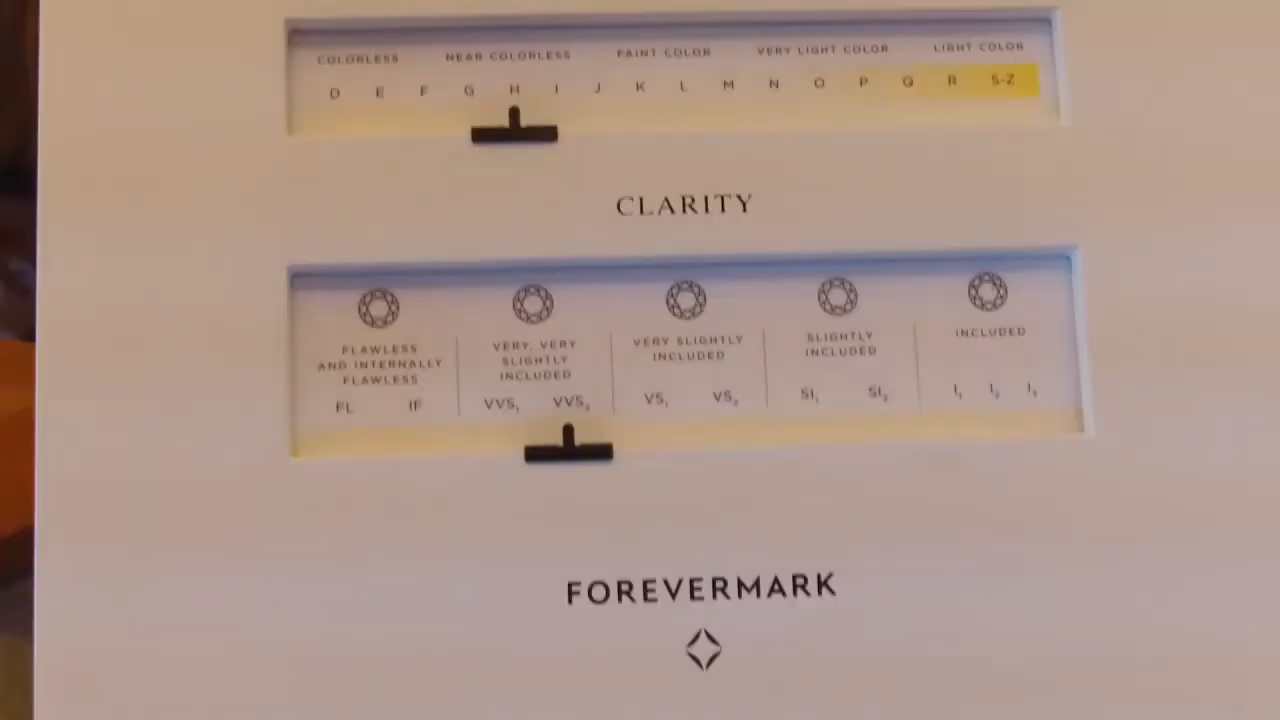 COLORLESS NEAR COLORLESS FAINT COLOR VERY LIGHT COLOR LIGHT COLOR
D E F G H I J K L M N O P Q R S-Z
CLARITY
FLAWLESS
AND INTERNALLY
FLAWLESS
FL IF
VERY, VERY
SLIGHTLY
INCLUDED
VVS₁ VVS₂
VERY SLIGHTLY
INCLUDED
VS₁ VS₂
SLIGHTLY
INCLUDED
SI₁ SI₂
INCLUDED
I₁ I₂ I₃
FOREVERMARK